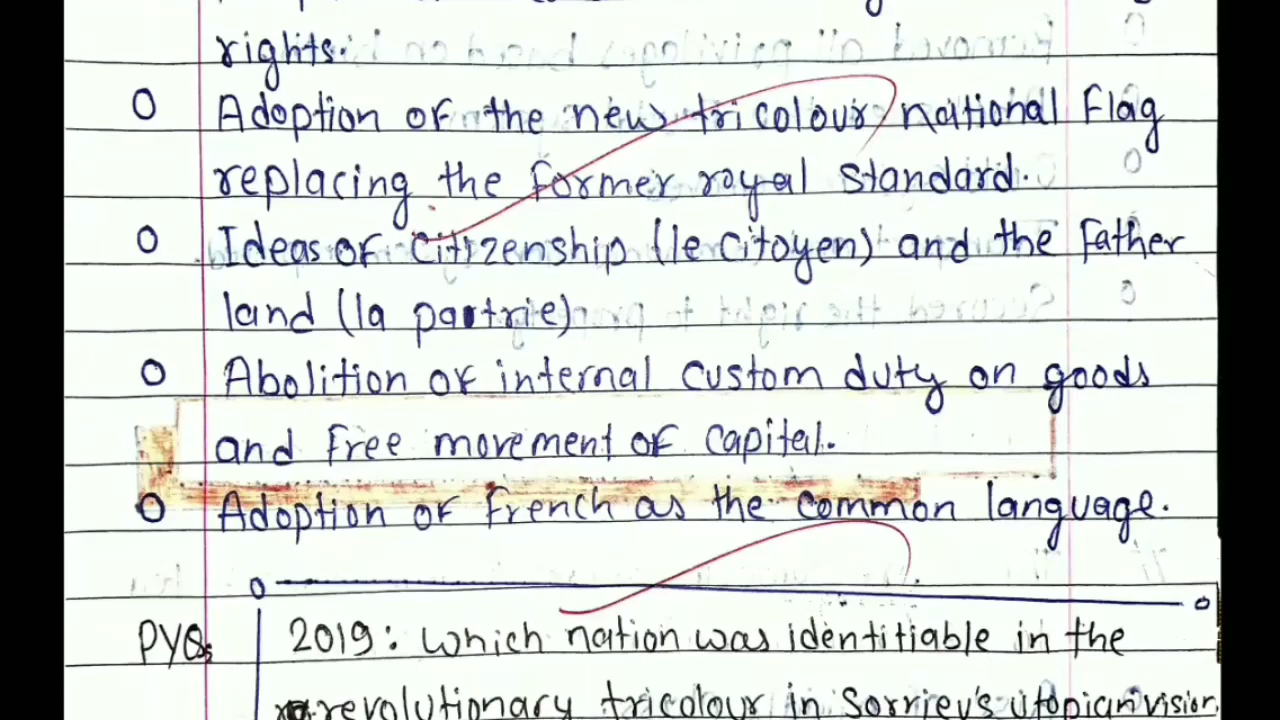 rights.
O Adoption of the new tricolour national Flag
replacing the former royal standard.
O Ideas of citizenship (le citoyen) and the father
land (la partrie)
O Abolition of internal custom duty on goods
and free movement of capital.
O Adoption of french as the common language.
PYQs 2019: Which nation was identitiable in the
revolutionary tricolour in Sorriev's utopian vision